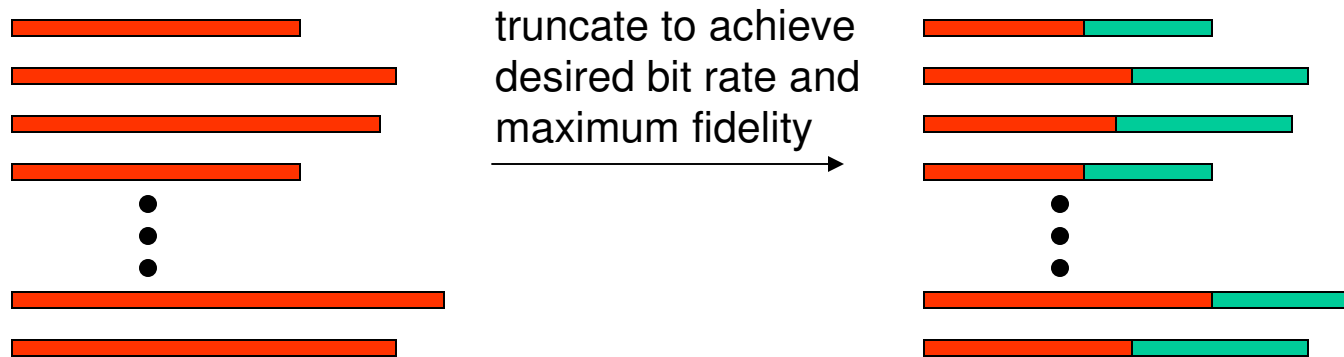 truncate to achieve
desired bit rate and
maximum fidelity